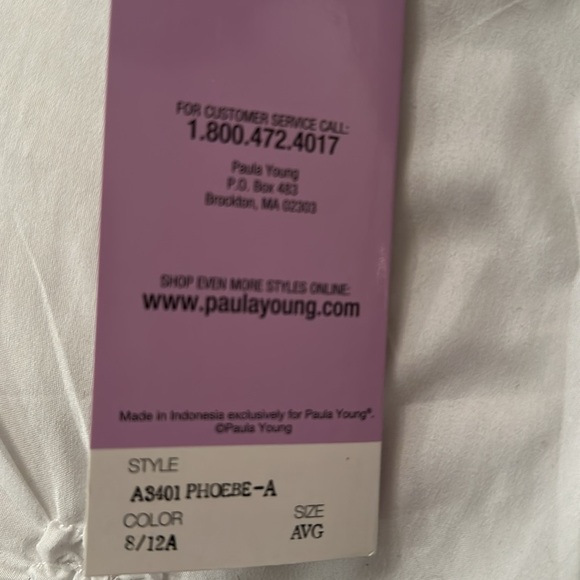 FOR CUSTOMER SERVICE CALL:
1.800.472.4017
Paula Young
P.O. Box 483
Brockton, MA 02303
SHOP EVEN MORE STYLES ONLINE:
www.paulayoung.com
Made in Indonesia exclusively for Paula Young®.
©Paula Young
STYLE
A3401 PHOEBE-A
COLOR SIZE
8/12A AVG